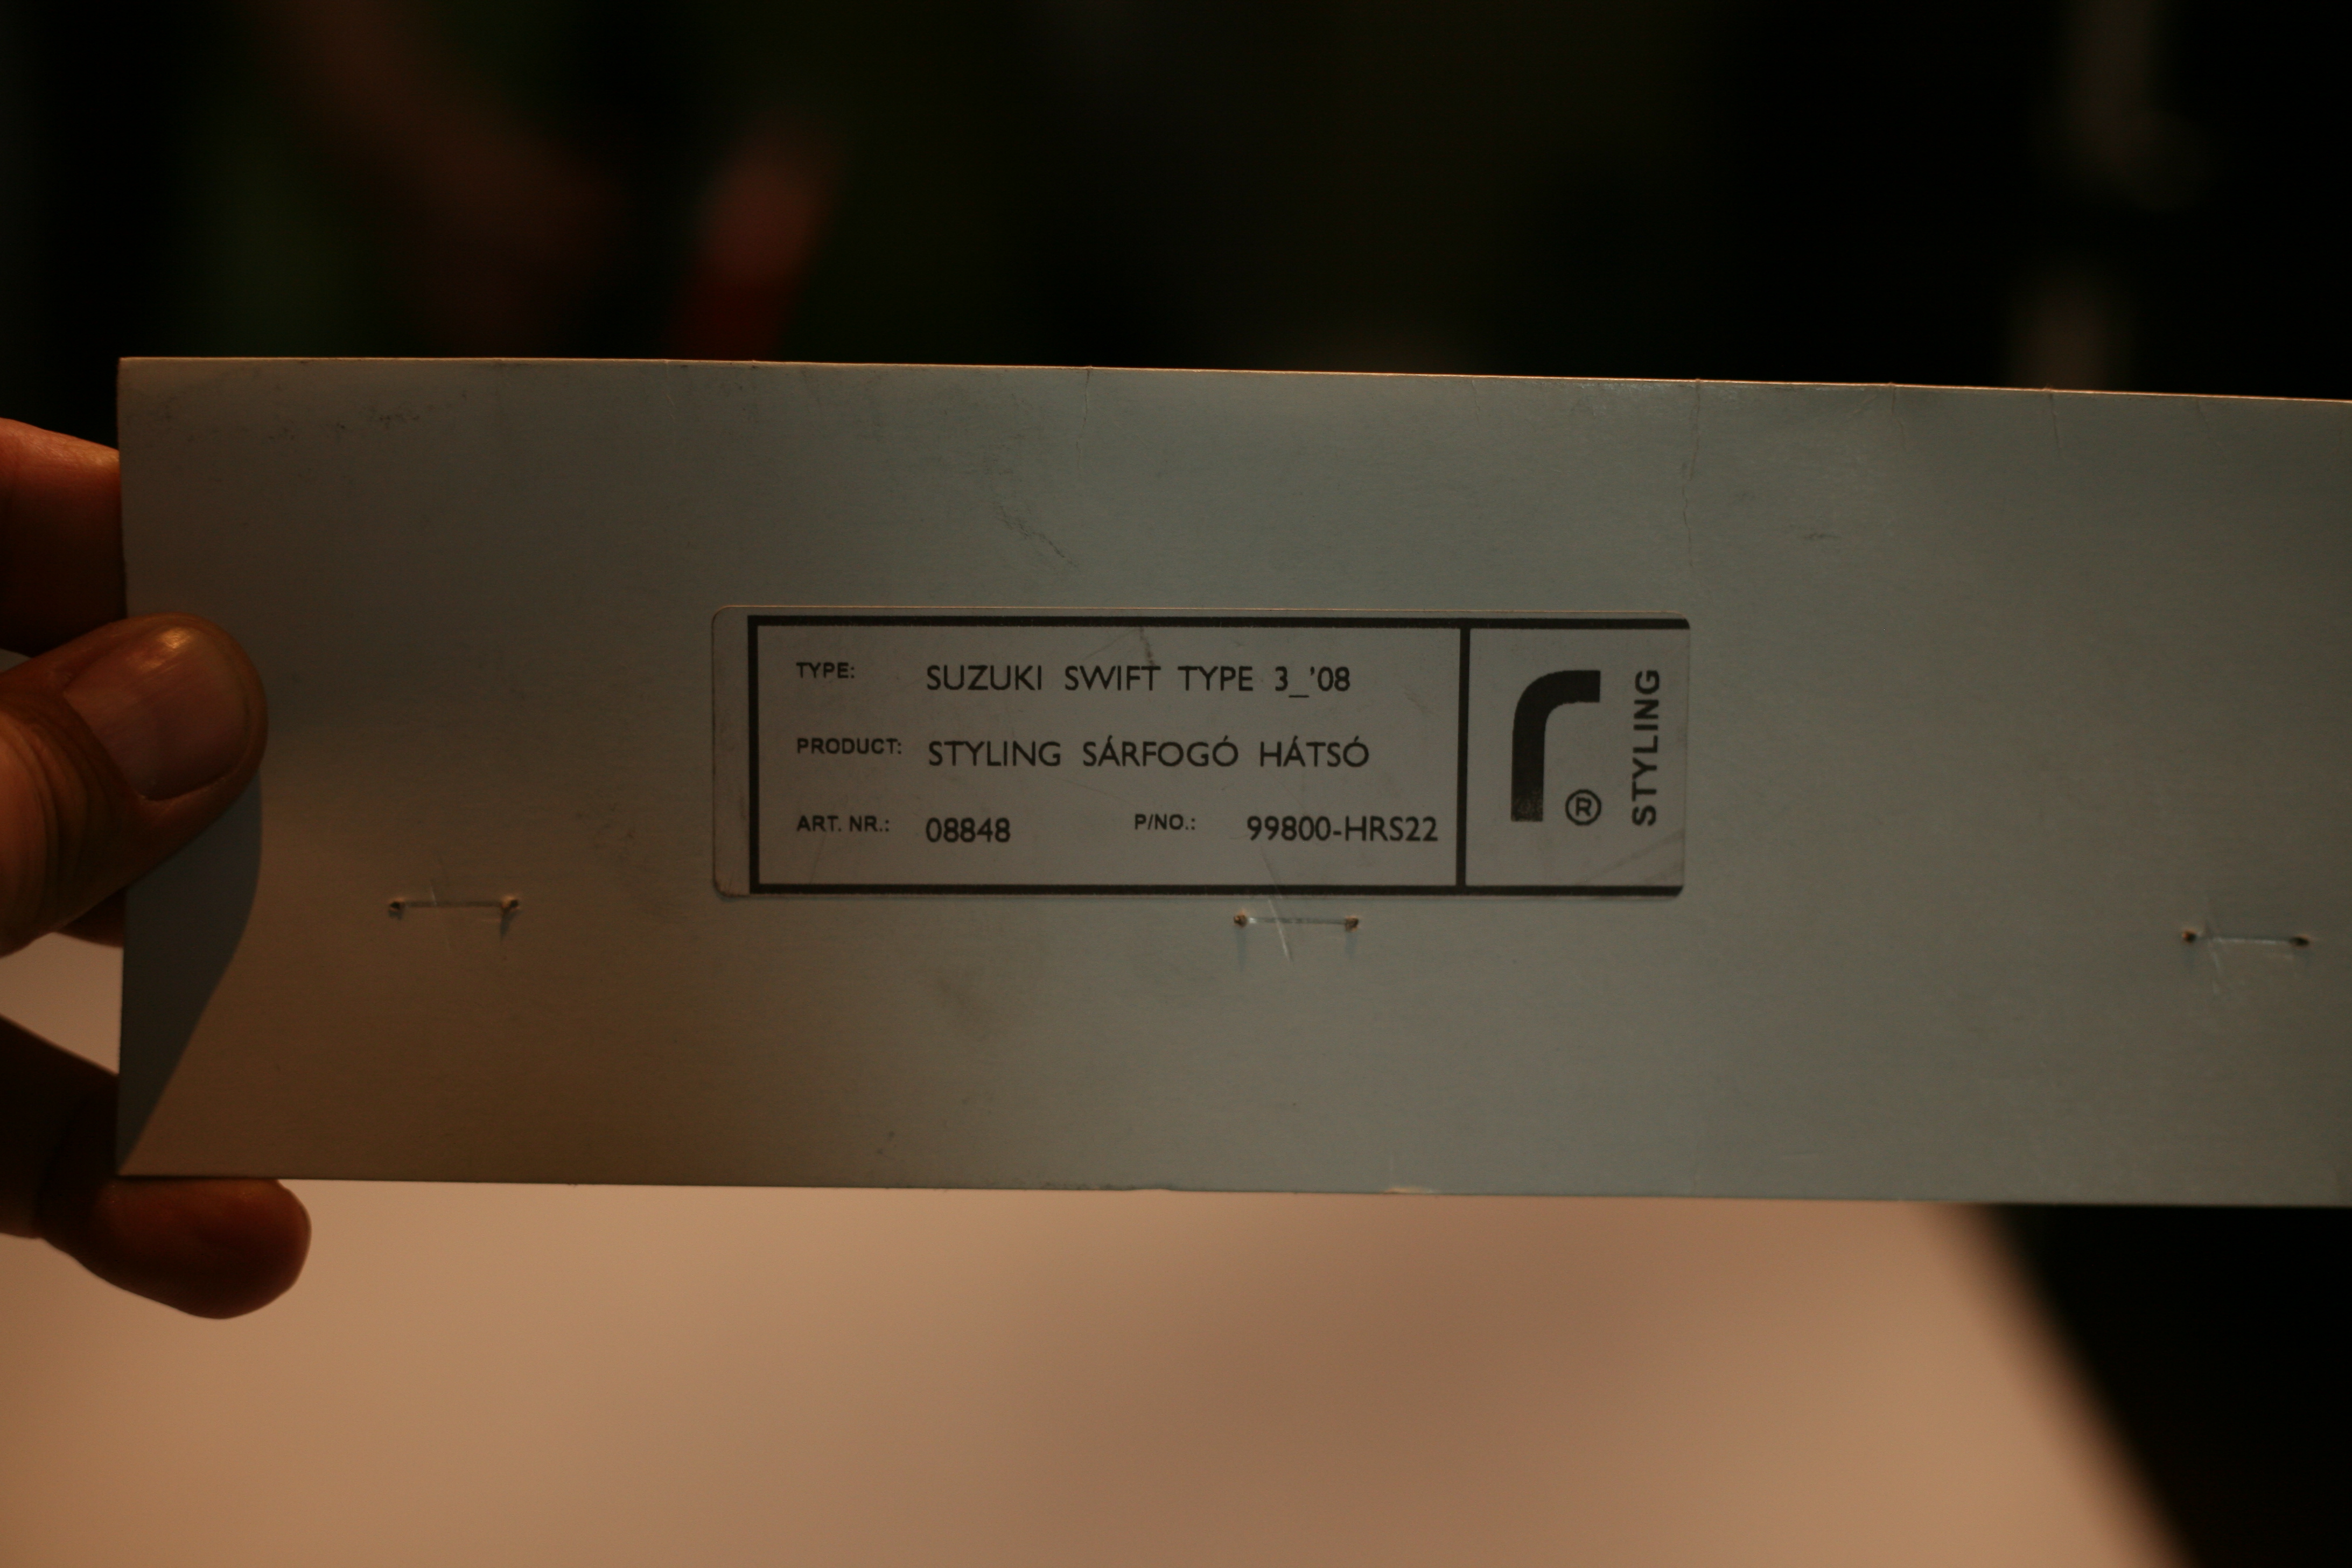 TYPE: SUZUKI SWIFT TYPE 3_'08
PRODUCT: STYLING SÁRFOGÓ HÁTSÓ
ART. NR.: 08848 P/NO.: 99800-HRS22
r ®
STYLING